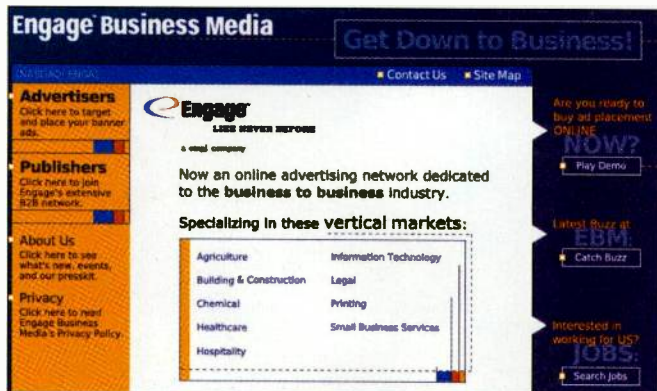 Engage Business Media
Get Down to Business!
(NASDAQ: ENGA)
Contact Us
Site Map
Advertisers
Click here to target
and place your banner
ads.
Publishers
Click here to join
Engage's extensive
B2B network.
About Us
Click here to see
what's new, events,
and our presskit.
Privacy
Click here to read
Engage Business
Media's Privacy Policy.
Engage
LIKE NEVER BEFORE
a cmgi company
Now an online advertising network dedicated
to the business to business industry.
Specializing in these vertical markets:
Agriculture
Building & Construction
Chemical
Healthcare
Hospitality
Information Technology
Legal
Printing
Small Business Services
Are you ready to
buy ad placement
ONLINE
NOW?
Play Demo
Latest Buzz at
EBM:
Catch Buzz
Interested in
working for US?
JOBS:
Search Jobs